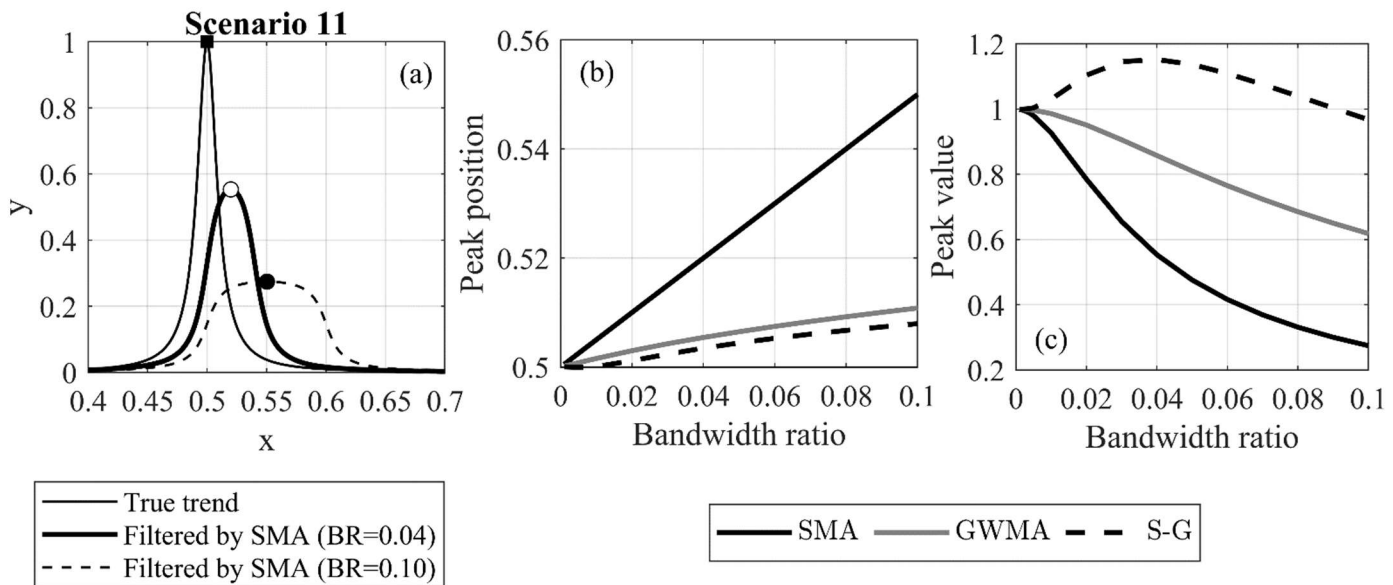 Scenario 11
(a)
1
0.8
0.6
0.4
0.2
0
y
0.4 0.45 0.5 0.55 0.6 0.65 0.7
x
(b)
0.56
0.54
0.52
0.5
Peak position
0 0.02 0.04 0.06 0.08 0.1
Bandwidth ratio
(c)
1.2
1
0.8
0.6
0.4
0.2
Peak value
0 0.02 0.04 0.06 0.08 0.1
Bandwidth ratio
True trend
Filtered by SMA (BR=0.04)
Filtered by SMA (BR=0.10)
SMA GWMA S-G